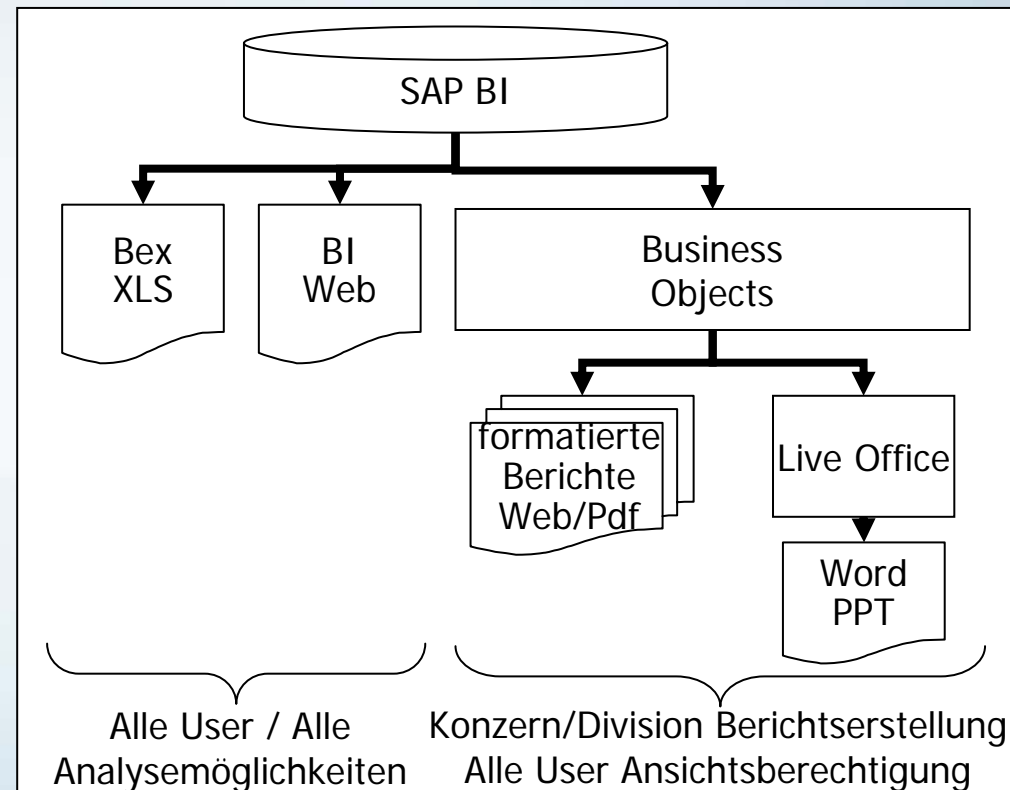 SAP BI
Bex
XLS
BI
Web
Business
Objects
formatierte
Berichte
Web/Pdf
Live Office
Word
PPT
Alle User / Alle
Analysemöglichkeiten
Konzern/Division Berichtserstellung
Alle User Ansichtsberechtigung